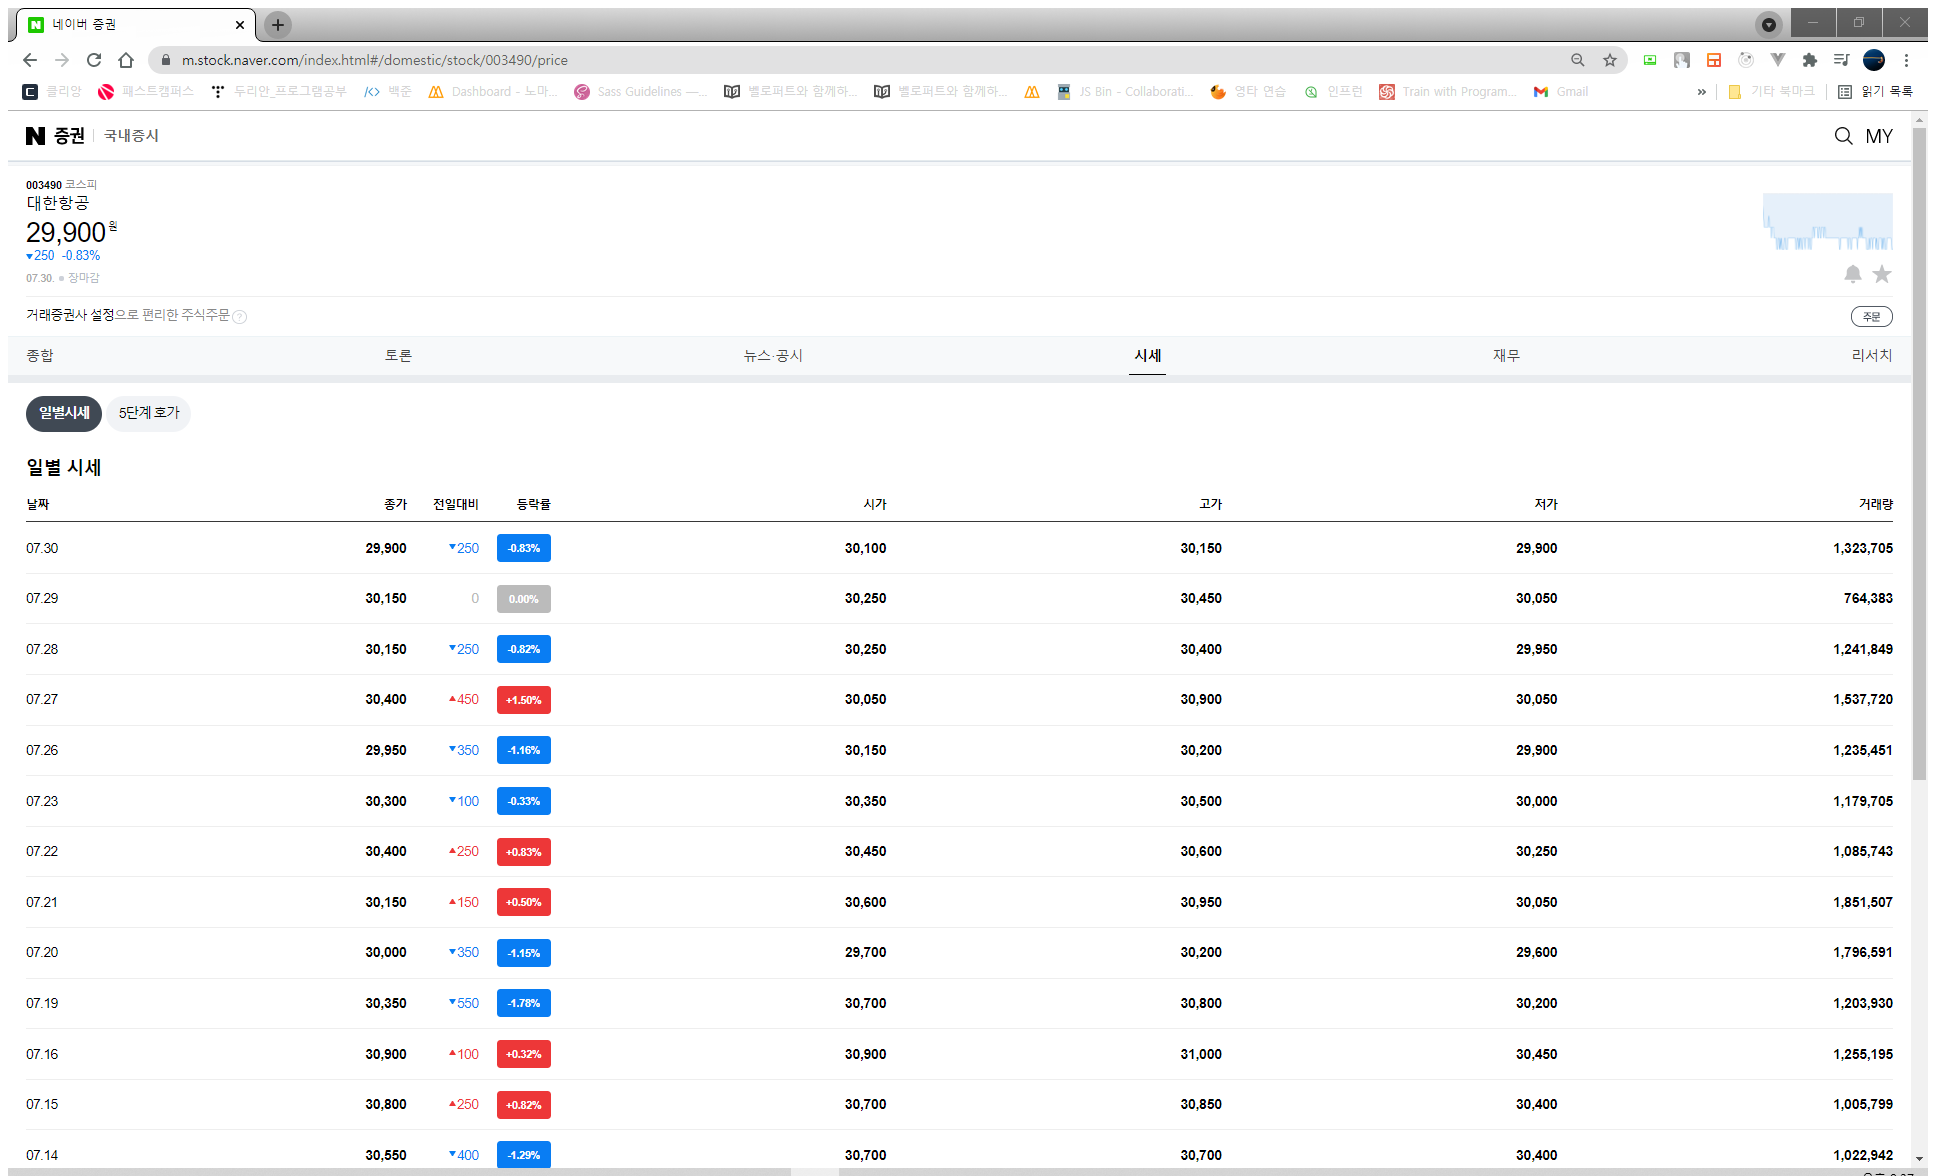 네이버 증권
m.stock.naver.com/index.html#/domestic/stock/003490/price
클리앙 패스트캠퍼스 두리안_프로그램공부 백준 Dashboard - 노마... Sass Guidelines —... 벨로퍼트와 함께하... 벨로퍼트와 함께하... JS Bin - Collaborati... 영타 연습 인프런 Train with Program... Gmail » 기타 북마크 읽기 목록
N 증권 국내증시 MY
003490 코스피
대한항공
29,900원
▼250 -0.83%
07.30. 장마감
거래증권사 설정으로 편리한 주식주문 ? 주문
종합 토론 뉴스·공시 시세 재무 리서치
일별시세 5단계 호가
일별 시세
날짜 종가 전일대비 등락률 시가 고가 저가 거래량
07.30 29,900 ▼250 -0.83% 30,100 30,150 29,900 1,323,705
07.29 30,150 0 0.00% 30,250 30,450 30,050 764,383
07.28 30,150 ▼250 -0.82% 30,250 30,400 29,950 1,241,849
07.27 30,400 ▲450 +1.50% 30,050 30,900 30,050 1,537,720
07.26 29,950 ▼350 -1.16% 30,150 30,200 29,900 1,235,451
07.23 30,300 ▼100 -0.33% 30,350 30,500 30,000 1,179,705
07.22 30,400 ▲250 +0.83% 30,450 30,600 30,250 1,085,743
07.21 30,150 ▲150 +0.50% 30,600 30,950 30,050 1,851,507
07.20 30,000 ▼350 -1.15% 29,700 30,200 29,600 1,796,591
07.19 30,350 ▼550 -1.78% 30,700 30,800 30,200 1,203,930
07.16 30,900 ▲100 +0.32% 30,900 31,000 30,450 1,255,195
07.15 30,800 ▲250 +0.82% 30,700 30,850 30,400 1,005,799
07.14 30,550 ▼400 -1.29% 30,700 30,700 30,400 1,022,942